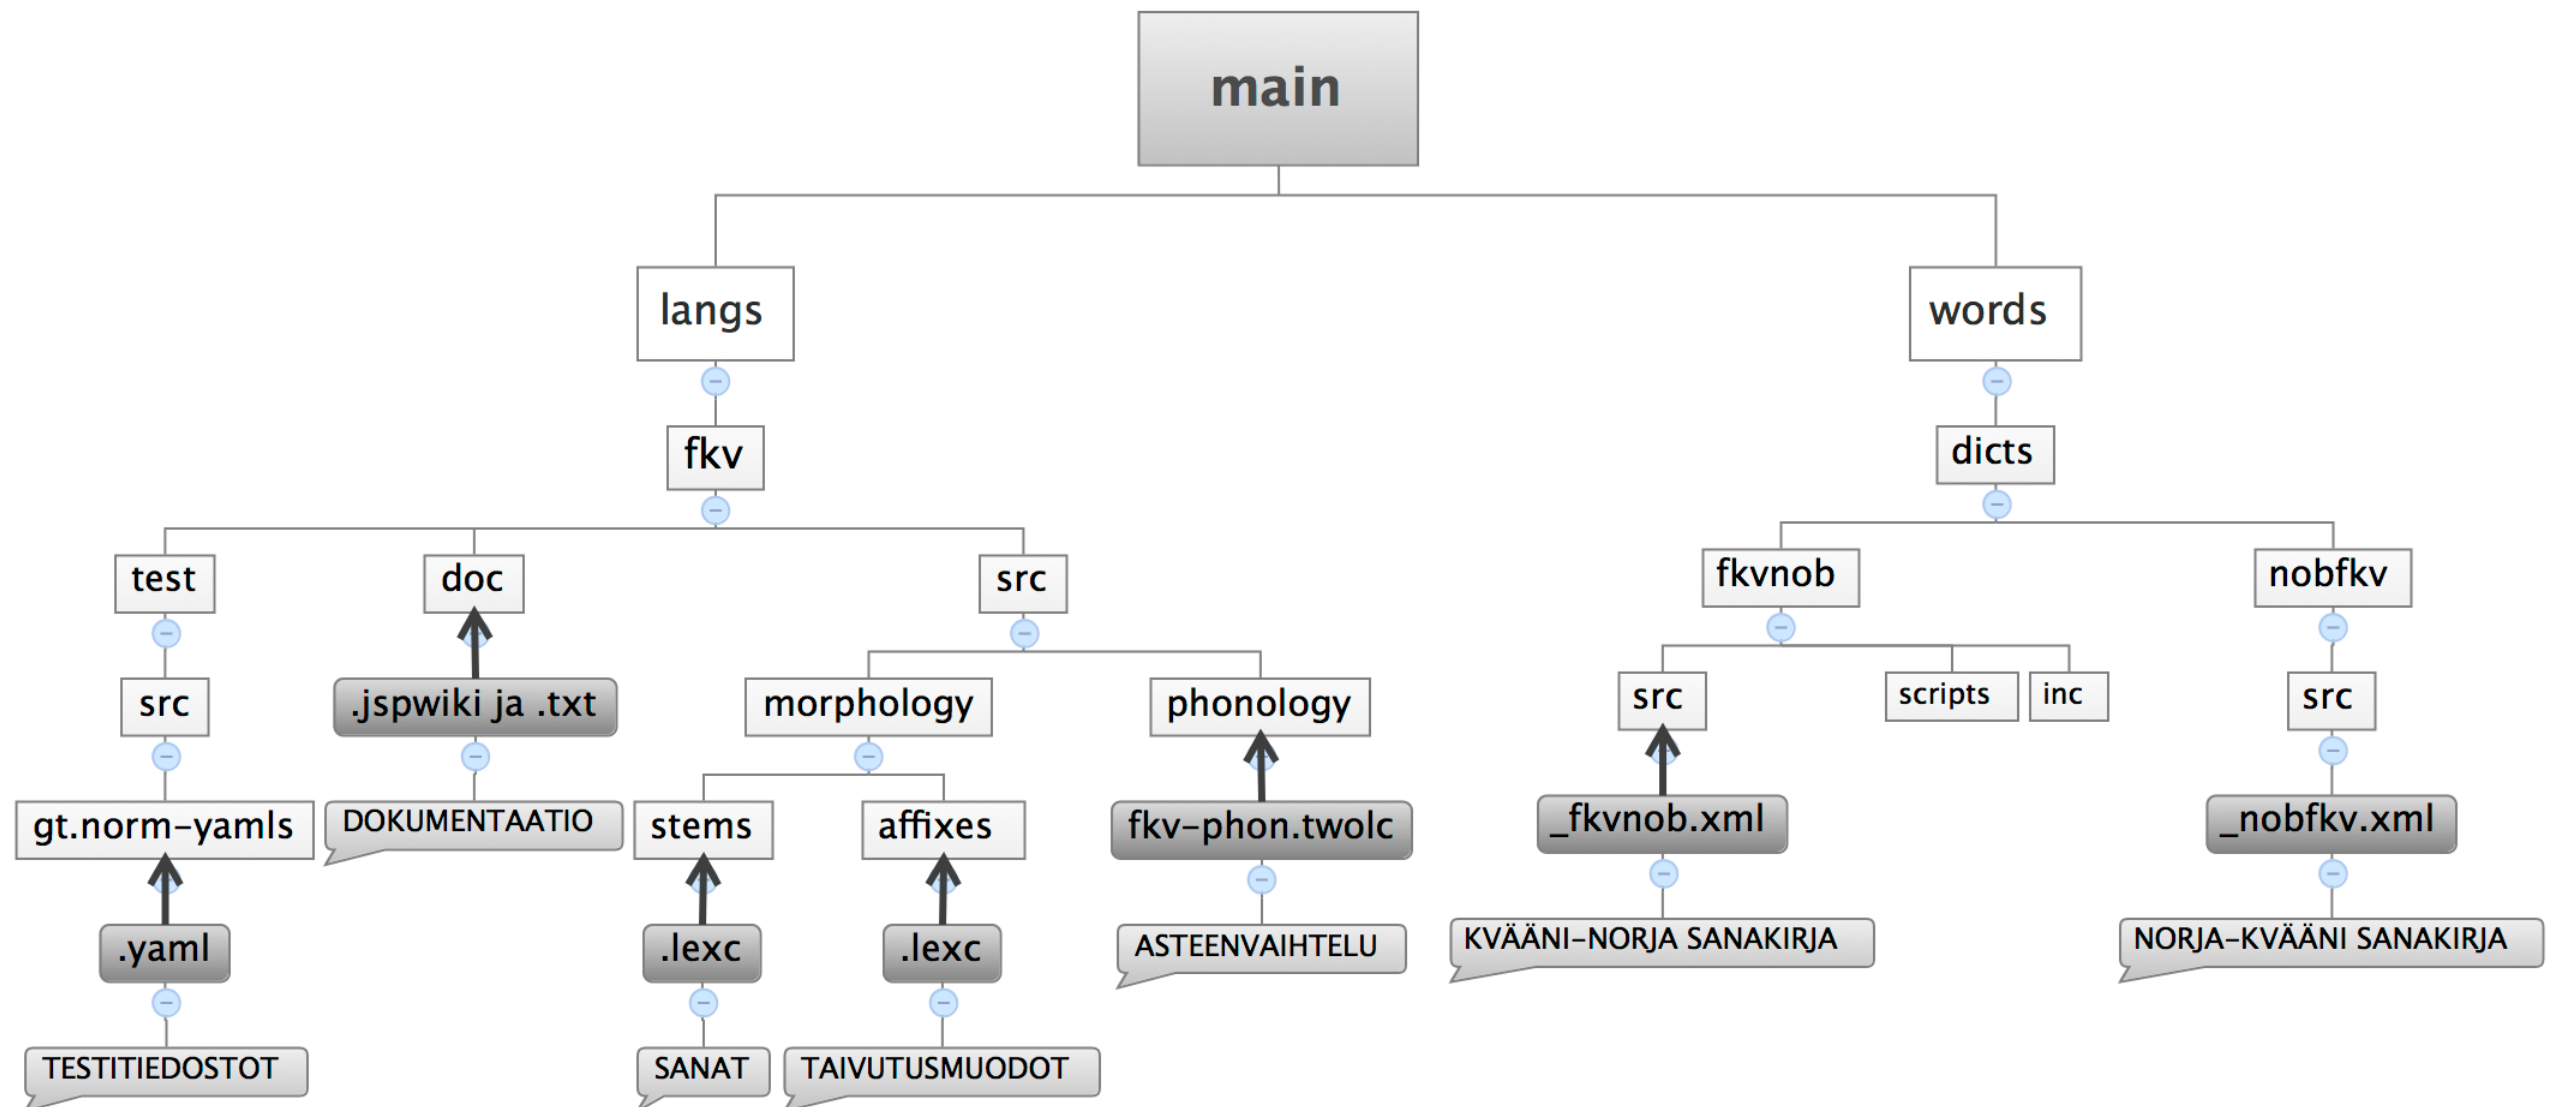 main
langs
words
fkv
dicts
test
doc
src
fkvnob
nobfkv
src
.jspwiki ja .txt
morphology
phonology
src
scripts
inc
src
gt.norm-yamls
DOKUMENTAATIO
stems
affixes
fkv-phon.twolc
_fkvnob.xml
_nobfkv.xml
.yaml
.lexc
.lexc
ASTEENVAIHTELU
KVÄÄNI-NORJA SANAKIRJA
NORJA-KVÄÄNI SANAKIRJA
TESTITIEDOSTOT
SANAT
TAIVUTUSMUODOT